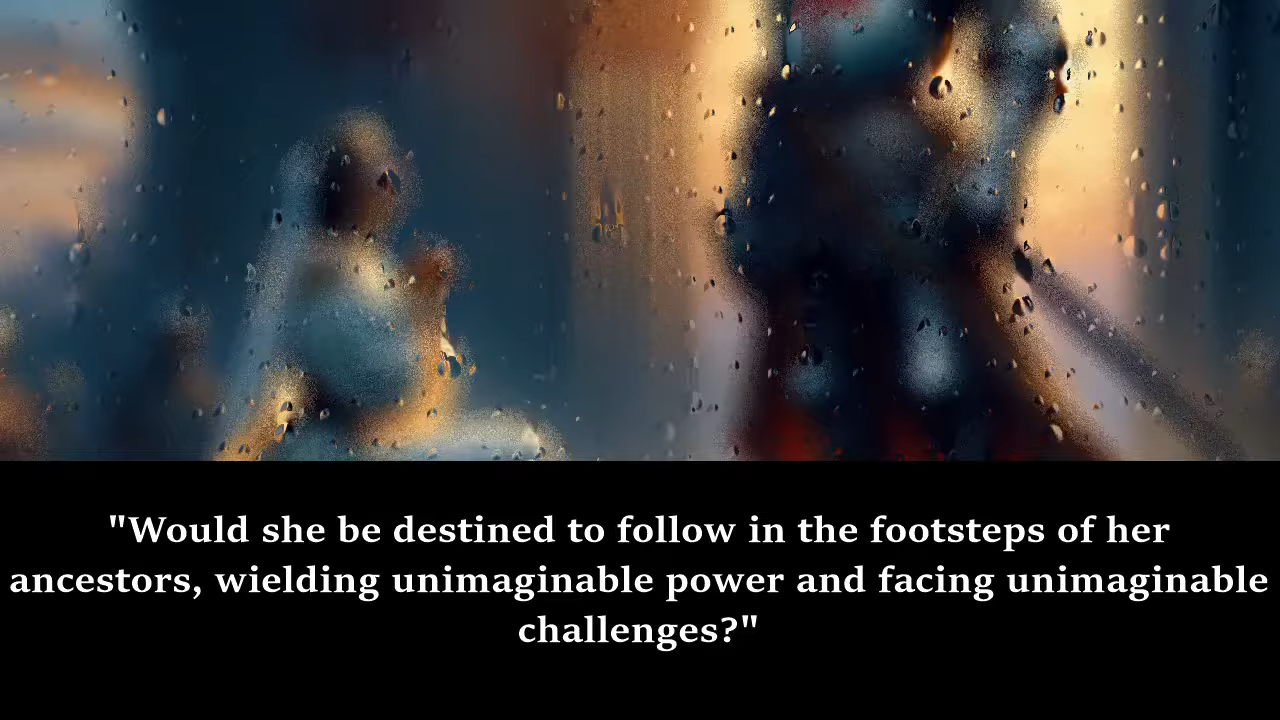 "Would she be destined to follow in the footsteps of her
ancestors, wielding unimaginable power and facing unimaginable
challenges?"